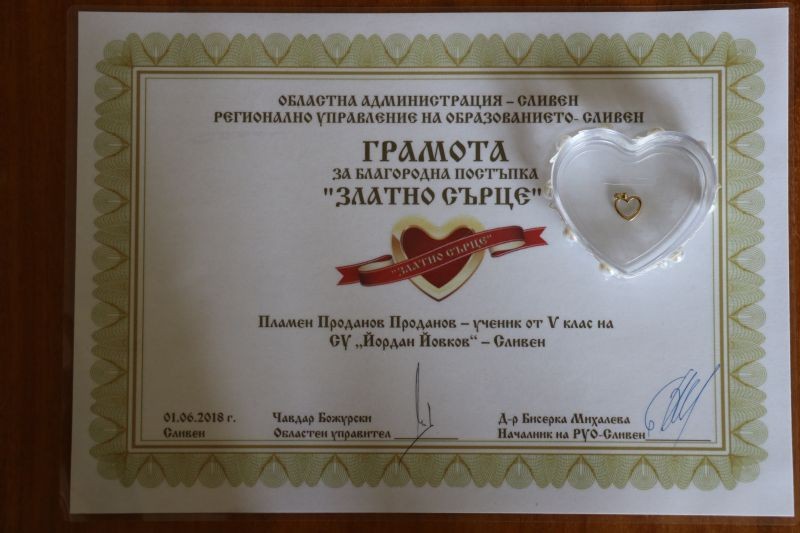 ОБЛАСТНА АДМИНИСТРАЦИЯ – СЛИВЕН
РЕГИОНАЛНО УПРАВЛЕНИЕ НА ОБРАЗОВАНИЕТО- СЛИВЕН
ГРАМОТА
ЗА БЛАГОРОДНА ПОСТЪПКА
"ЗЛАТНО СЪРЦЕ"
"ЗЛАТНО СЪРЦЕ"
Пламен Проданов Проданов – ученик от V клас на
СУ „Йордан Йовков“ – Сливен
01.06.2018 г. Чавдар Божурски Д-р Бисерка Михалева
Сливен Областен управител Началник на РУО-Сливен